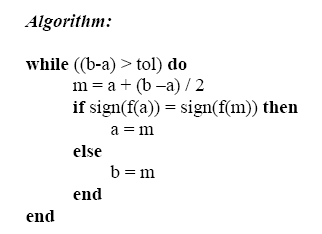 Algorithm:
while ((b-a) > tol) do
m = a + (b –a) / 2
if sign(f(a)) = sign(f(m)) then
a = m
else
b = m
end
end